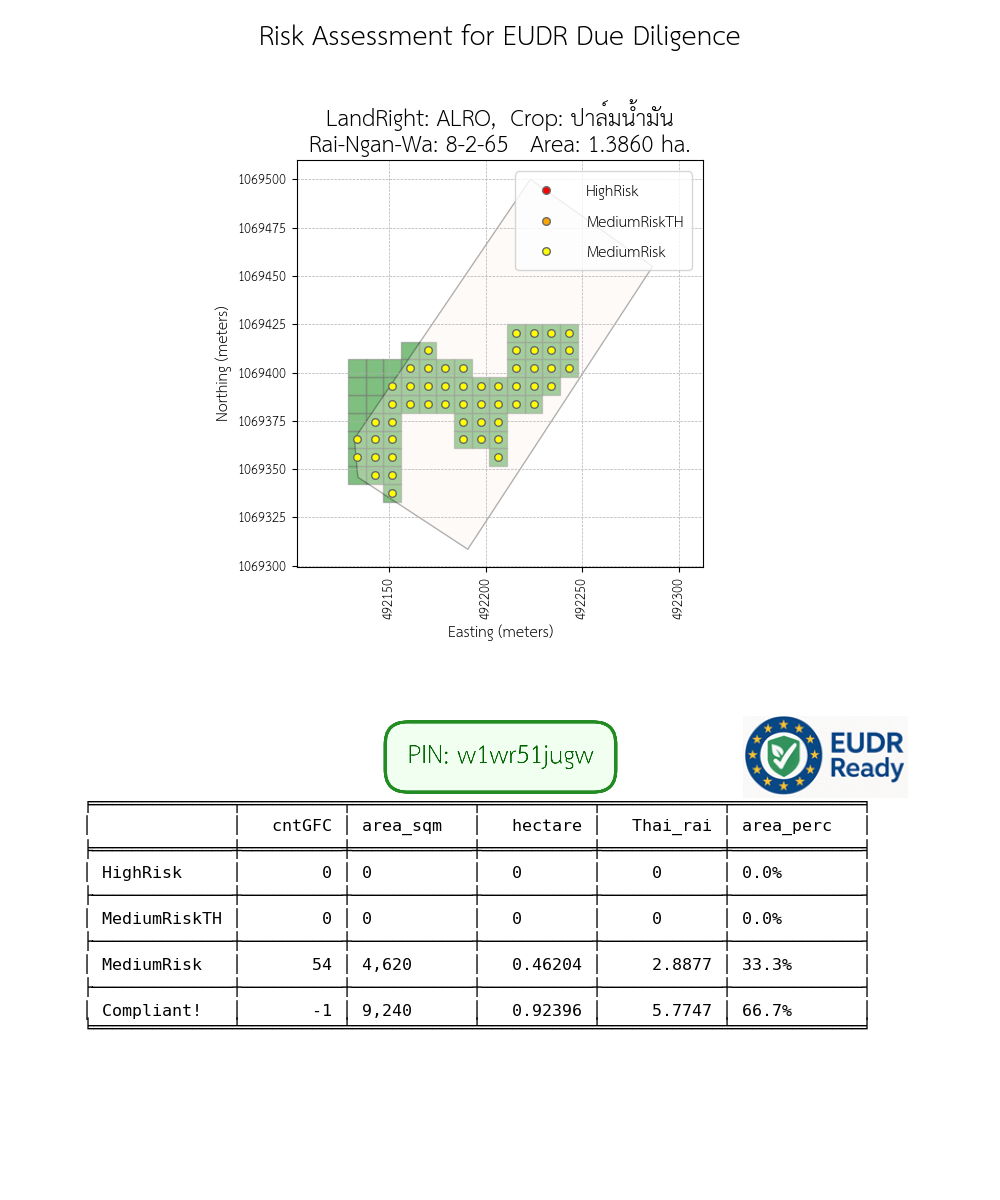 Risk Assessment for EUDR Due Diligence
LandRight: ALRO, Crop: ปาล์มน้ำมัน
Rai-Ngan-Wa: 8-2-65 Area: 1.3860 ha.
HighRisk
MediumRiskTH
MediumRisk
Northing (meters)
1069500
1069475
1069450
1069425
1069400
1069375
1069350
1069325
1069300
492150 492200 492250 492300
Easting (meters)
PIN: w1wr51jugw
EUDR
Ready
cntGFC area_sqm hectare Thai_rai area_perc
HighRisk 0 0 0 0 0.0%
MediumRiskTH 0 0 0 0 0.0%
MediumRisk 54 4,620 0.46204 2.8877 33.3%
Compliant! -1 9,240 0.92396 5.7747 66.7%